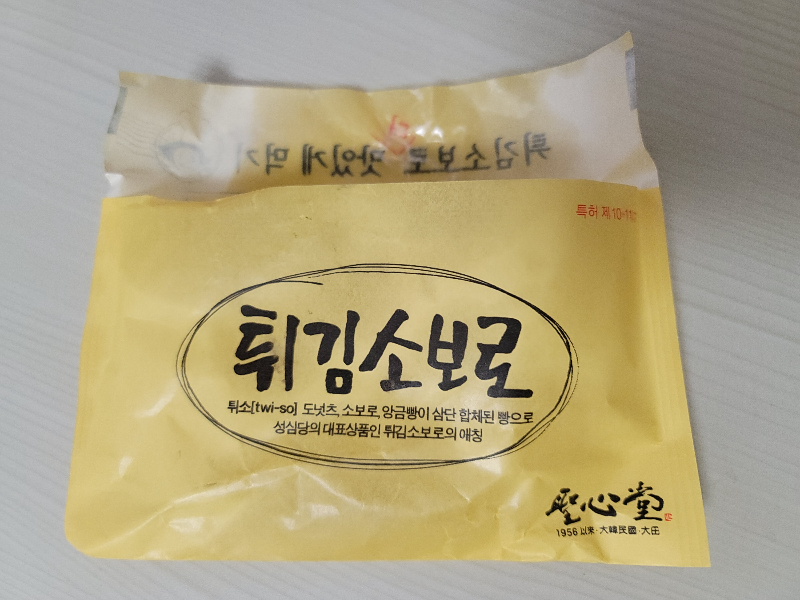 튀김소보로 맛있게 먹기
특허 제10-11
튀김소보로
튀소[twi-so] 도넛츠, 소보로, 앙금빵이 삼단 합체된 빵으로
성심당의 대표상품인 튀김소보로의 애칭
聖心堂
1956 以來·大韓民國·大田